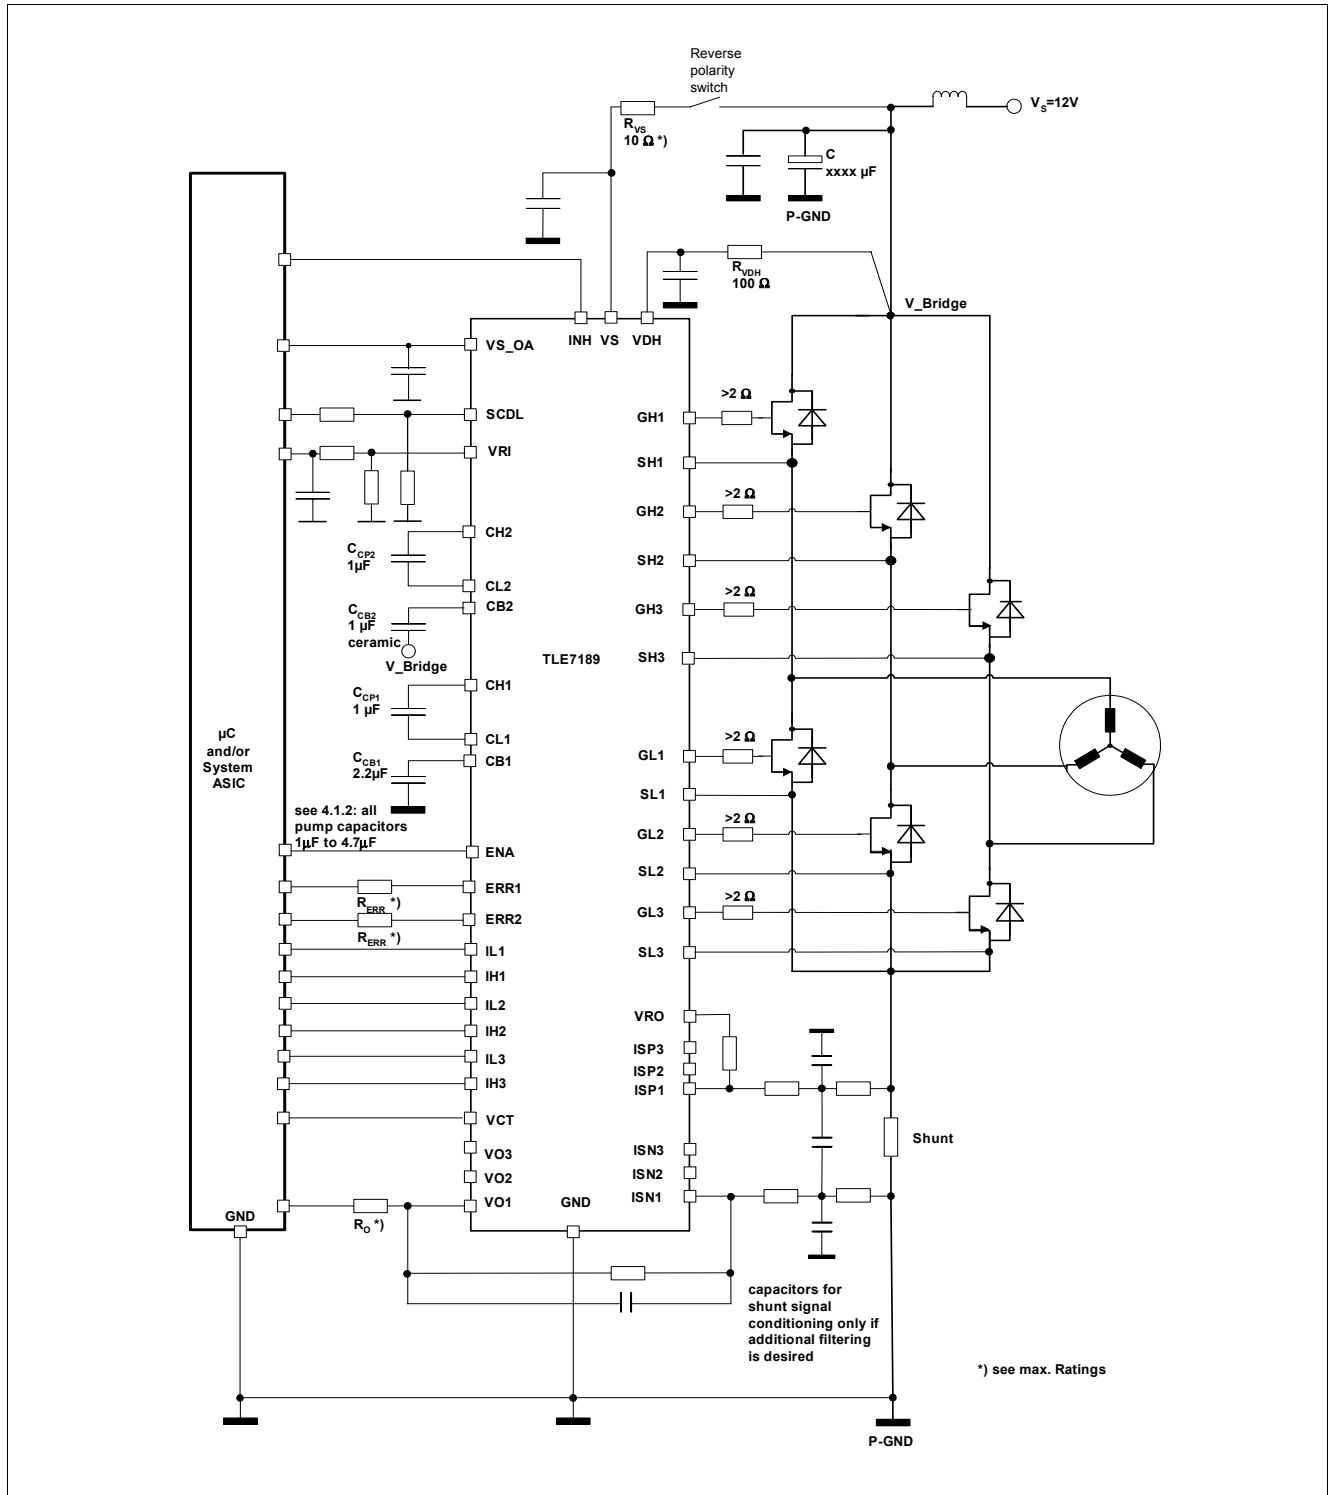 Reverse
polarity
switch
V_S=12V
R_VS
10 Ω *)
C
xxxx µF
P-GND
R_VDH
100 Ω
V_Bridge
INH VS VDH
VS_OA
SCDL
VRI
CH2
C_CP2
1µF
CL2
CB2
C_CB2
1 µF
ceramic
V_Bridge
CH1
C_CP1
1 µF
CL1
CB1
C_CB1
2.2µF
see 4.1.2: all
pump capacitors
1µF to 4.7µF
µC
and/or
System
ASIC
TLE7189
ENA
ERR1
R_ERR *)
ERR2
R_ERR *)
IL1
IH1
IL2
IH2
IL3
IH3
VCT
VO3
VO2
VO1
R_O *)
GND
GND
>2 Ω
GH1
SH1
>2 Ω
GH2
SH2
>2 Ω
GH3
SH3
>2 Ω
GL1
SL1
>2 Ω
GL2
SL2
>2 Ω
GL3
SL3
VRO
ISP3
ISP2
ISP1
Shunt
ISN3
ISN2
ISN1
capacitors for
shunt signal
conditioning only if
additional filtering
is desired
*) see max. Ratings
P-GND